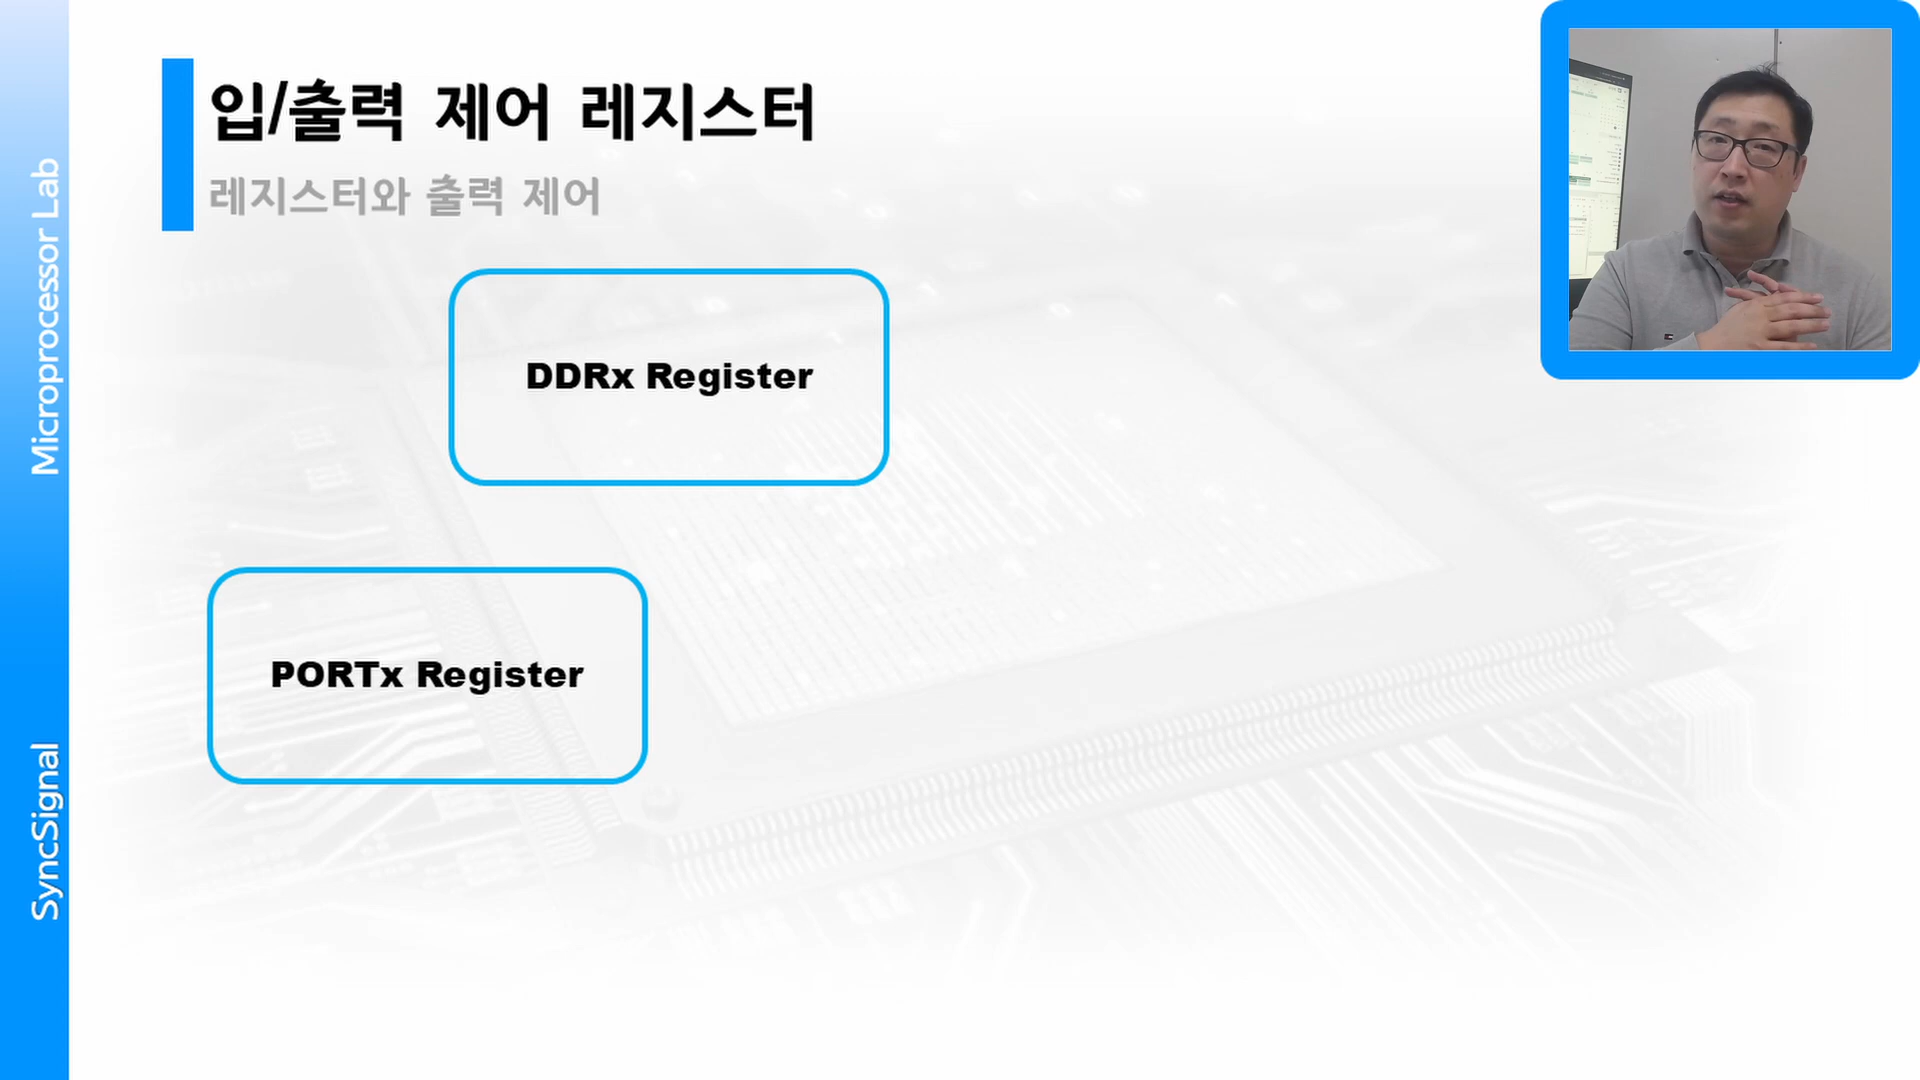 입/출력 제어 레지스터
레지스터와 출력 제어
DDRx Register
PORTx Register
Microprocessor Lab
SyncSignal